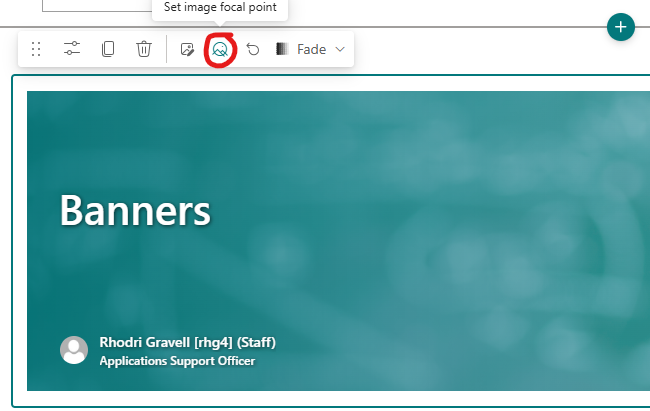 Set image focal point
Fade
Banners
Rhodri Gravell [rhg4] (Staff)
Applications Support Officer